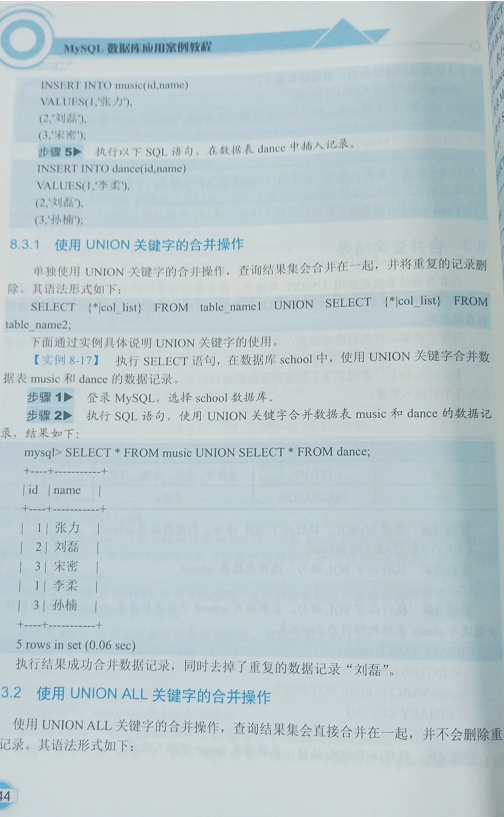 MySQL 数据库应用案例教程
INSERT INTO music(id,name)
VALUES(1,'张力'),
(2,'刘磊'),
(3,'宋密');
步骤 5▶ 执行以下 SQL 语句，在数据表 dance 中插入记录。
INSERT INTO dance(id,name)
VALUES(1,'李柔'),
(2,'刘磊'),
(3,'孙楠');
8.3.1 使用 UNION 关键字的合并操作
单独使用 UNION 关键字的合并操作，查询结果集会合并在一起，并将重复的记录删
除。其语法形式如下：
SELECT {*|col_list} FROM table_name1 UNION SELECT {*|col_list} FROM
table_name2;
下面通过实例具体说明 UNION 关键字的使用。
【实例 8-17】 执行 SELECT 语句，在数据库 school 中，使用 UNION 关键字合并数
据表 music 和 dance 的数据记录。
步骤 1▶ 登录 MySQL，选择 school 数据库。
步骤 2▶ 执行 SQL 语句，使用 UNION 关键字合并数据表 music 和 dance 的数据记
录，结果如下：
mysql> SELECT * FROM music UNION SELECT * FROM dance;
+----+-----------+
| id | name |
+----+-----------+
| 1 | 张力 |
| 2 | 刘磊 |
| 3 | 宋密 |
| 1 | 李柔 |
| 3 | 孙楠 |
+----+-----------+
5 rows in set (0.06 sec)
执行结果成功合并数据记录，同时去掉了重复的数据记录“刘磊”。
3.2 使用 UNION ALL 关键字的合并操作
使用 UNION ALL 关键字的合并操作，查询结果集会直接合并在一起，并不会删除重
记录。其语法形式如下：
44